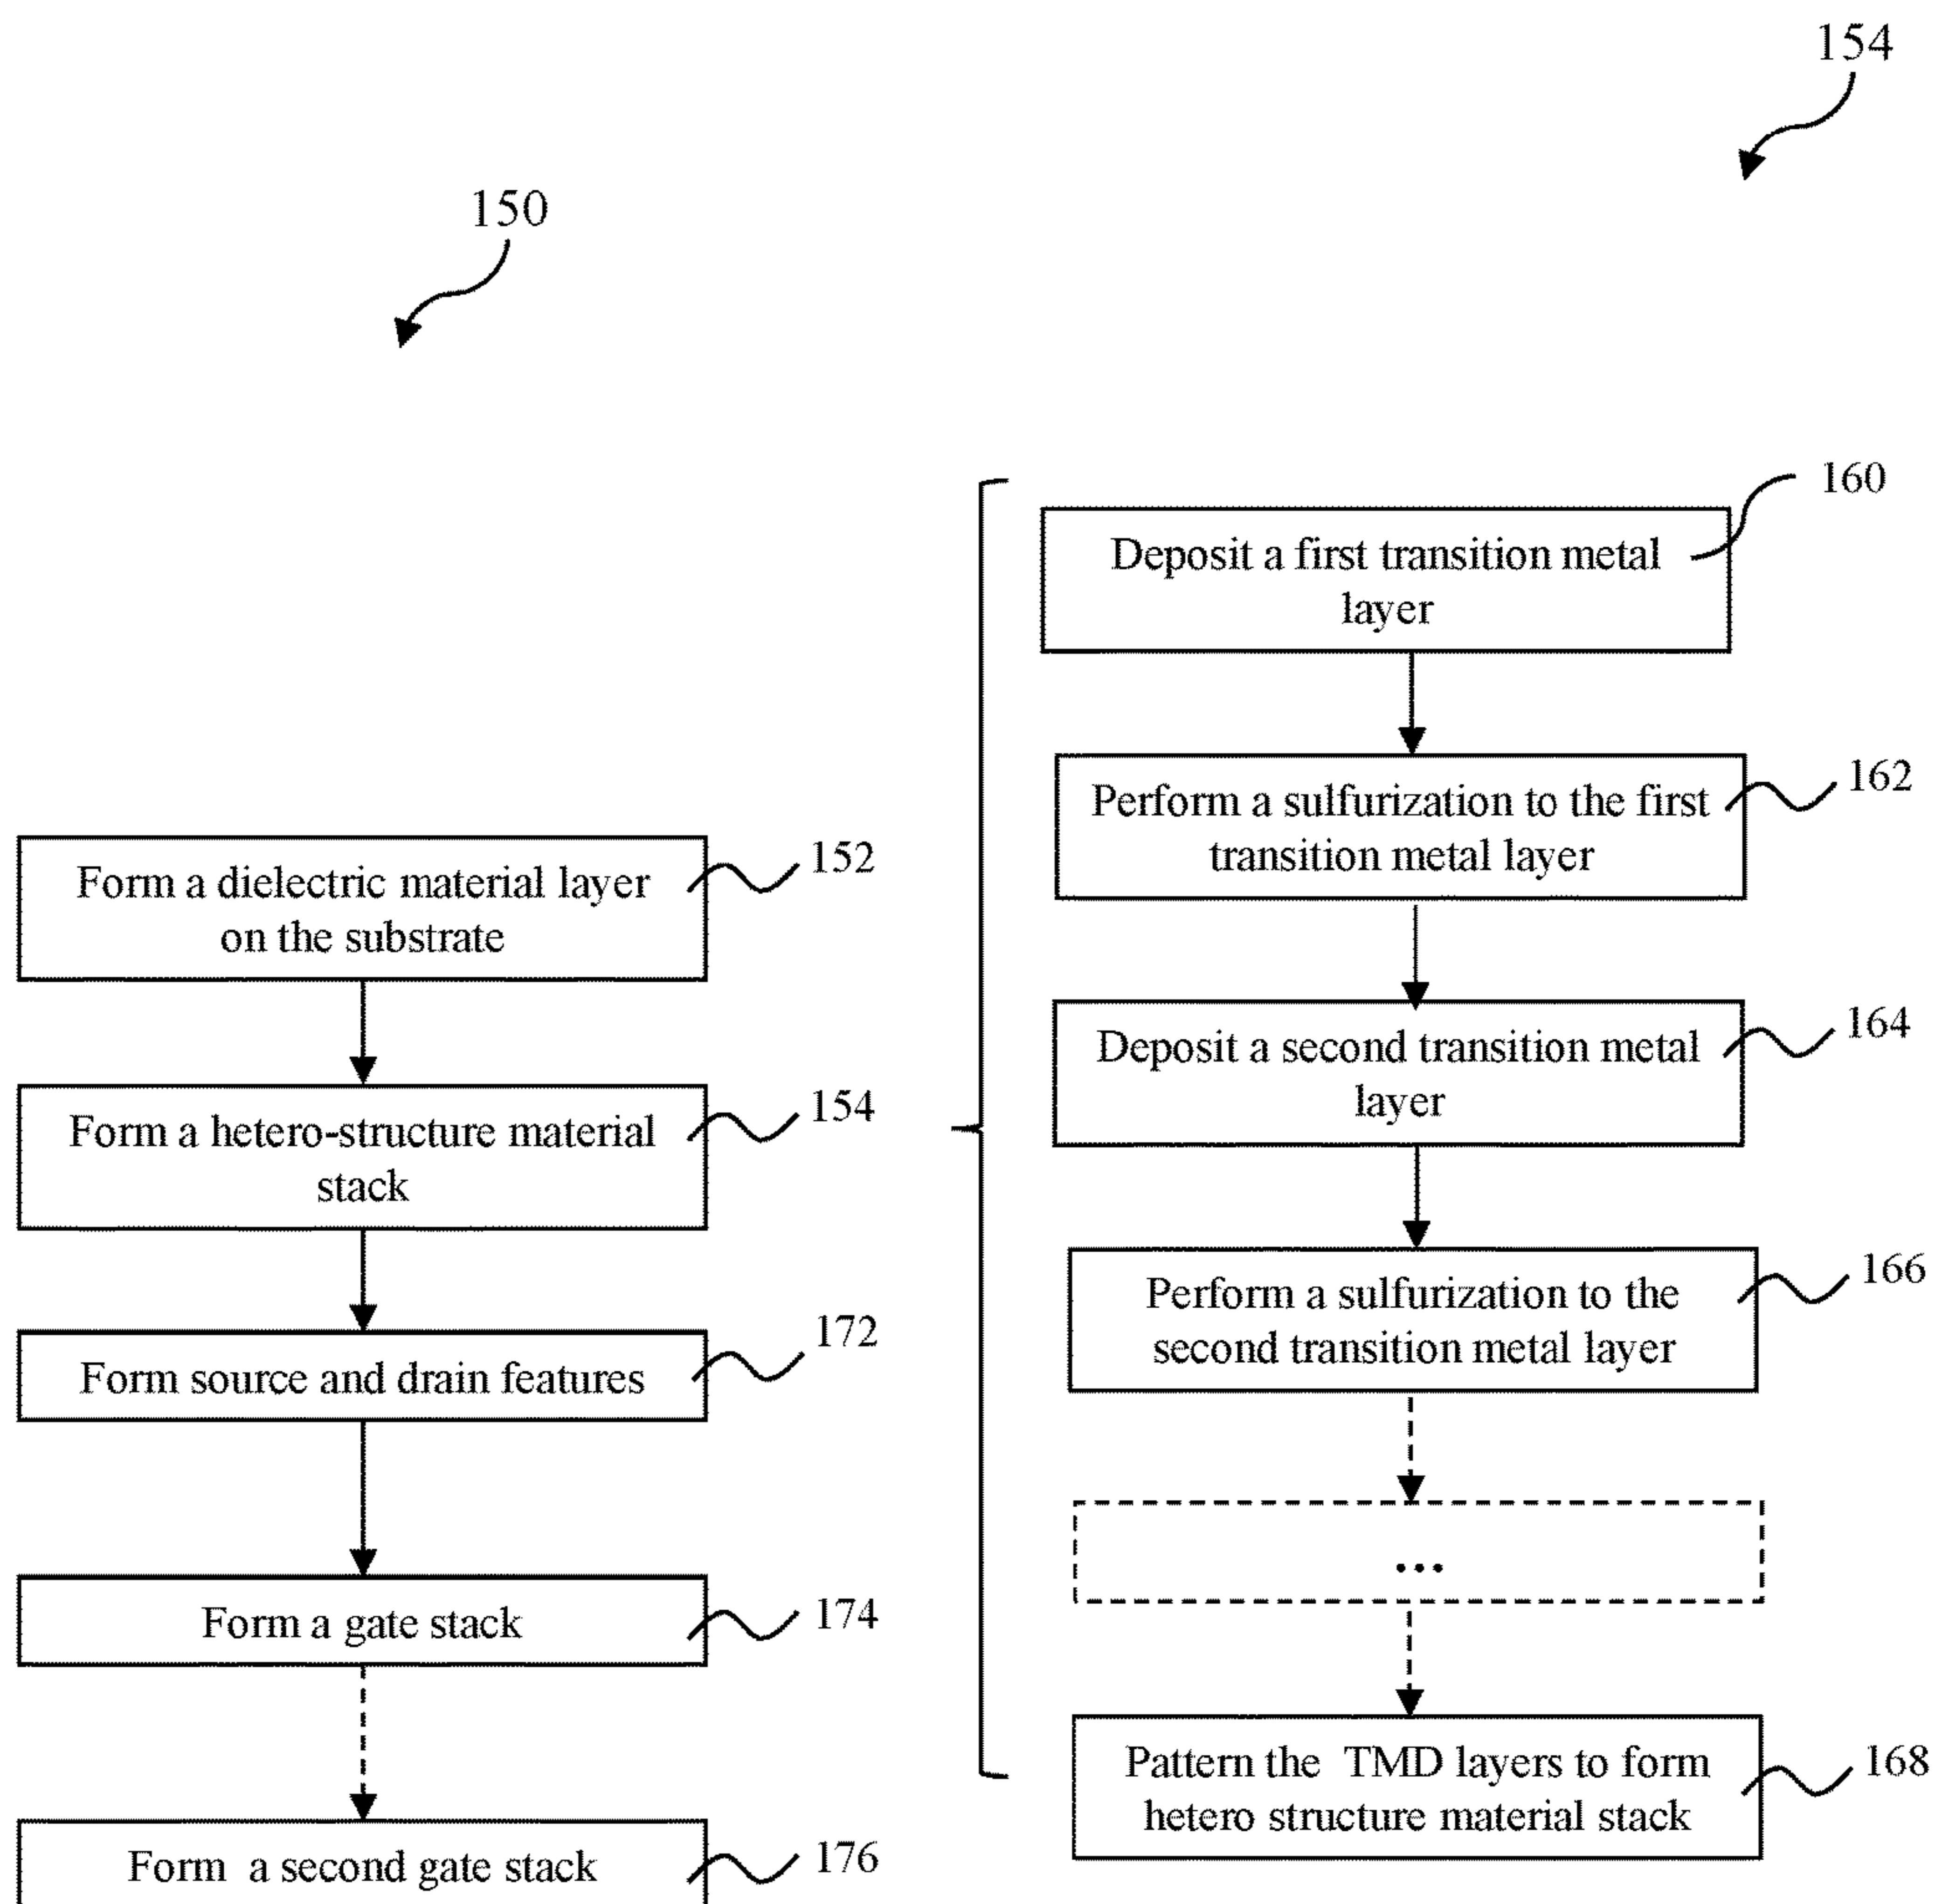 150
Form a dielectric material layer
on the substrate
152
Form a hetero-structure material
stack
154
Form source and drain features
172
Form a gate stack
174
Form a second gate stack
176
154
Deposit a first transition metal
layer
160
Perform a sulfurization to the first
transition metal layer
162
Deposit a second transition metal
layer
164
Perform a sulfurization to the
second transition metal layer
166
...
Pattern the TMD layers to form
hetero structure material stack
168